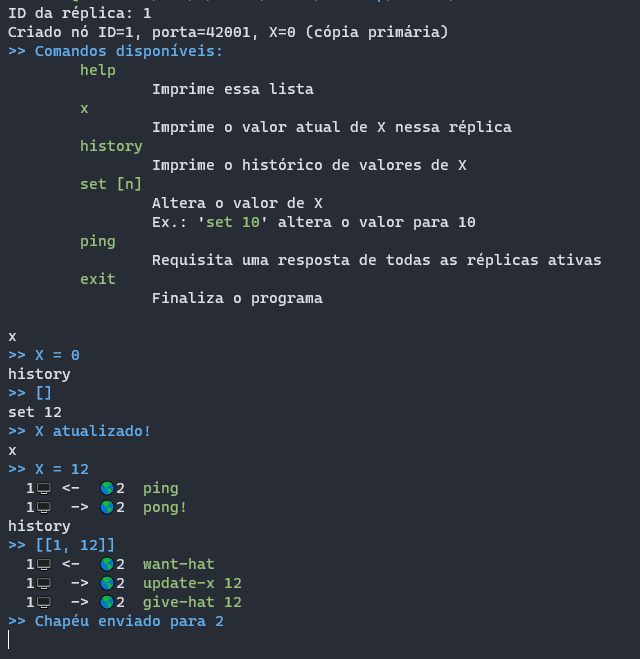 ID da réplica: 1
Criado nó ID=1, porta=42001, X=0 (cópia primária)
>> Comandos disponíveis:
help
Imprime essa lista
x
Imprime o valor atual de X nessa réplica
history
Imprime o histórico de valores de X
set [n]
Altera o valor de X
Ex.: 'set 10' altera o valor para 10
ping
Requisita uma resposta de todas as réplicas ativas
exit
Finaliza o programa
x
>> X = 0
history
>> []
set 12
>> X atualizado!
x
>> X = 12
1🖥 <- 🌎2 ping
1🖥 -> 🌎2 pong!
history
>> [[1, 12]]
1🖥 <- 🌎2 want-hat
1🖥 -> 🌎2 update-x 12
1🖥 -> 🌎2 give-hat 12
>> Chapéu enviado para 2